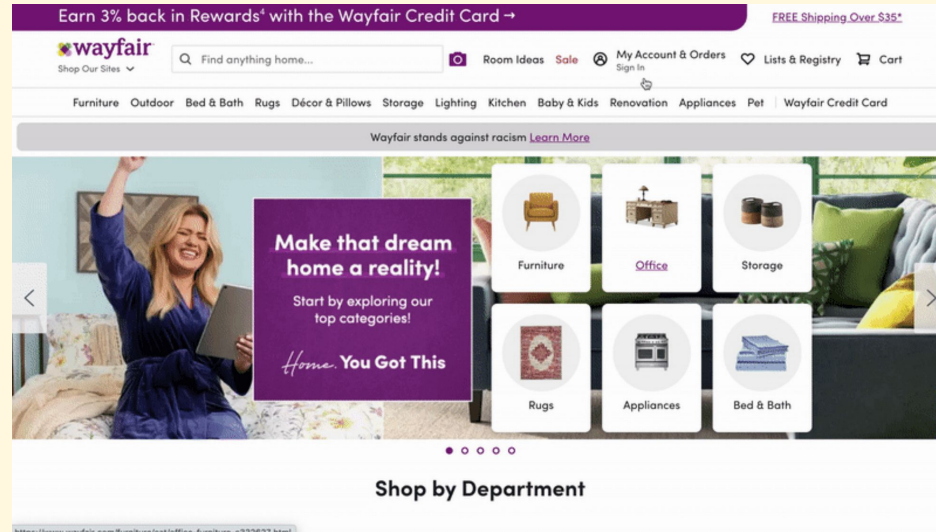 Earn 3% back in Rewards⁴ with the Wayfair Credit Card →
FREE Shipping Over $35*
wayfair
Shop Our Sites
Find anything home...
Room Ideas
Sale
My Account & Orders
Sign In
Lists & Registry
Cart
Furniture Outdoor Bed & Bath Rugs Décor & Pillows Storage Lighting Kitchen Baby & Kids Renovation Appliances Pet Wayfair Credit Card
Wayfair stands against racism Learn More
Make that dream
home a reality!
Start by exploring our
top categories!
Home. You Got This
Furniture
Office
Storage
Rugs
Appliances
Bed & Bath
Shop by Department